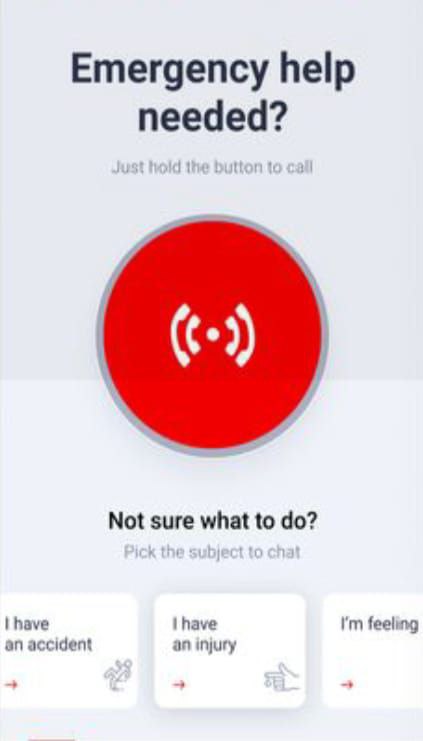 Emergency help
needed?
Just hold the button to call
Not sure what to do?
Pick the subject to chat
I have
an accident
I have
an injury
I'm feeling